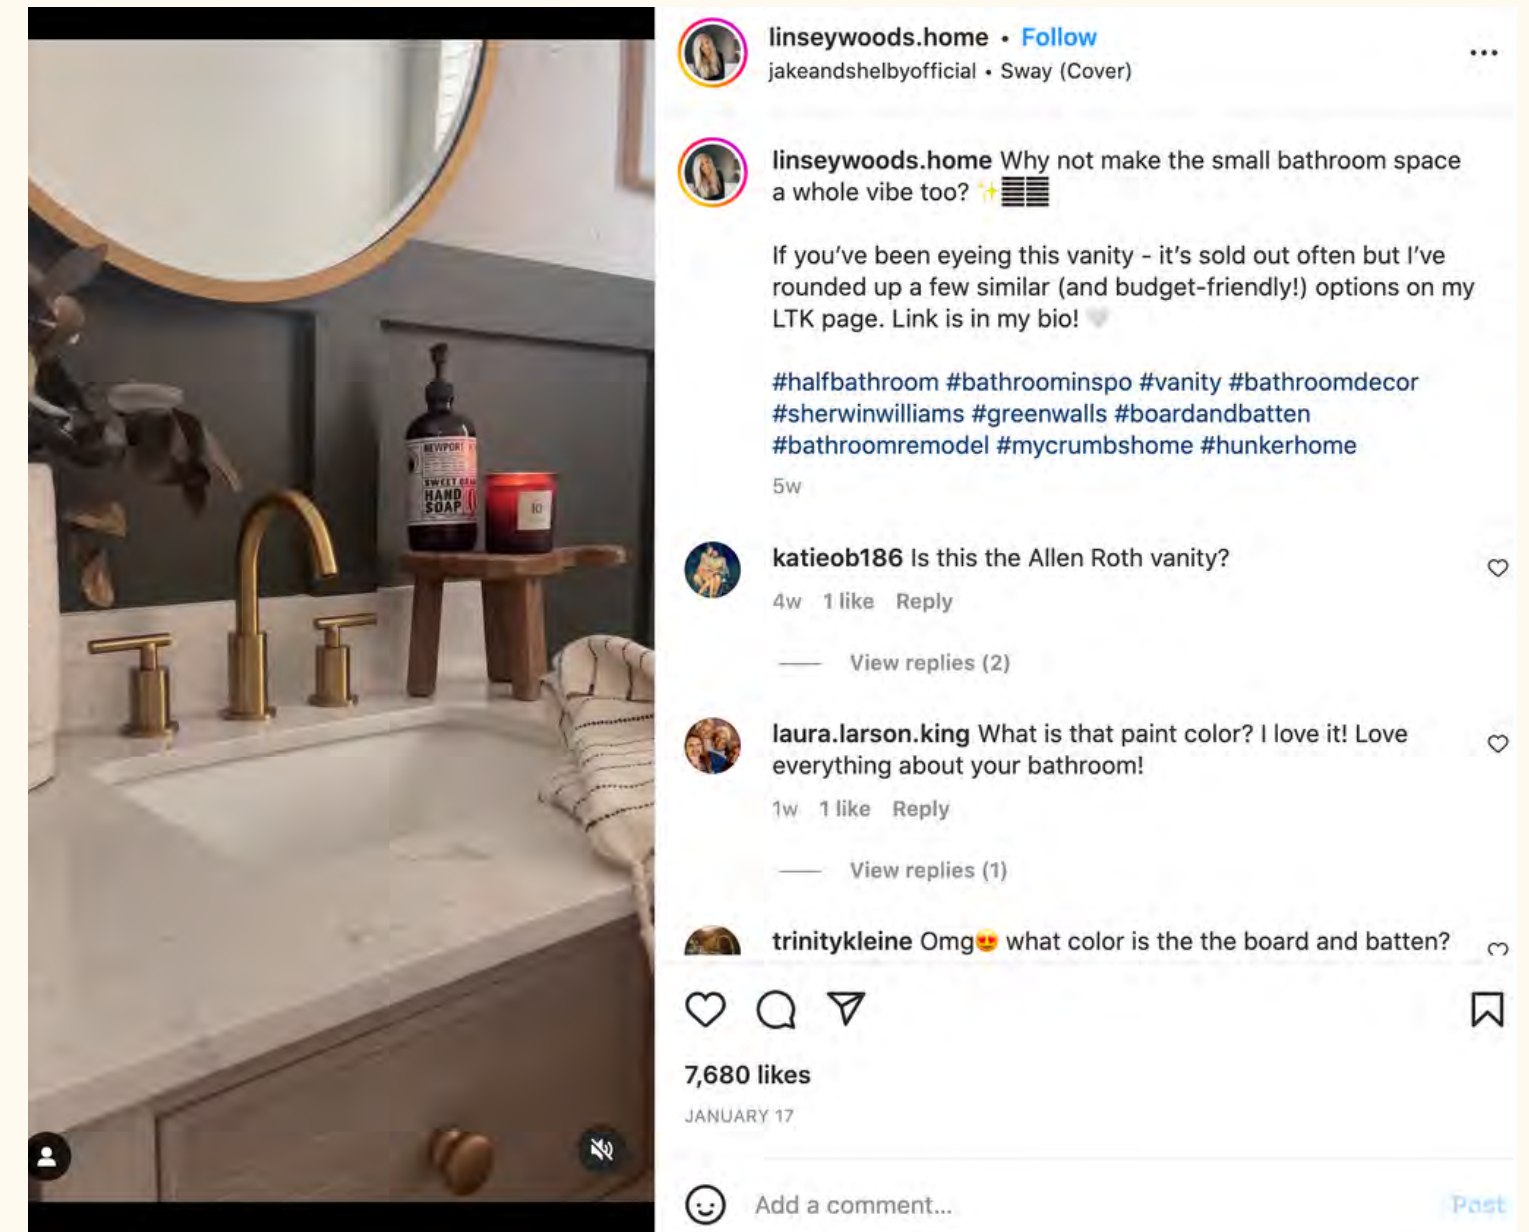 linseywoods.home • Follow
jakeandshelbyofficial • Sway (Cover)
linseywoods.home Why not make the small bathroom space
a whole vibe too? ✨
If you’ve been eyeing this vanity - it’s sold out often but I’ve
rounded up a few similar (and budget-friendly!) options on my
LTK page. Link is in my bio! 🤍
#halfbathroom #bathroominspo #vanity #bathroomdecor
#sherwinwilliams #greenwalls #boardandbatten
#bathroomremodel #mycrumbshome #hunkerhome
5w
katieob186 Is this the Allen Roth vanity?
4w 1 like Reply
View replies (2)
laura.larson.king What is that paint color? I love it! Love
everything about your bathroom!
1w 1 like Reply
View replies (1)
trinitykleine Omg😍 what color is the the board and batten?
7,680 likes
JANUARY 17
Add a comment...
Post
NEWPORT
SWEET
HAND
SOAP
10